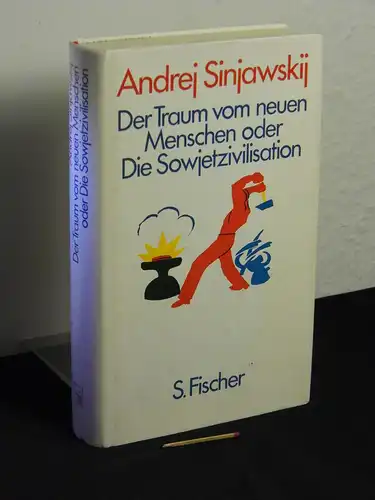 Andrej Sinjawskij
Der Traum vom neuen
Menschen oder
Die Sowjetzivilisation
S. Fischer
Der Traum vom neuen Menschen
oder Die Sowjetzivilisation